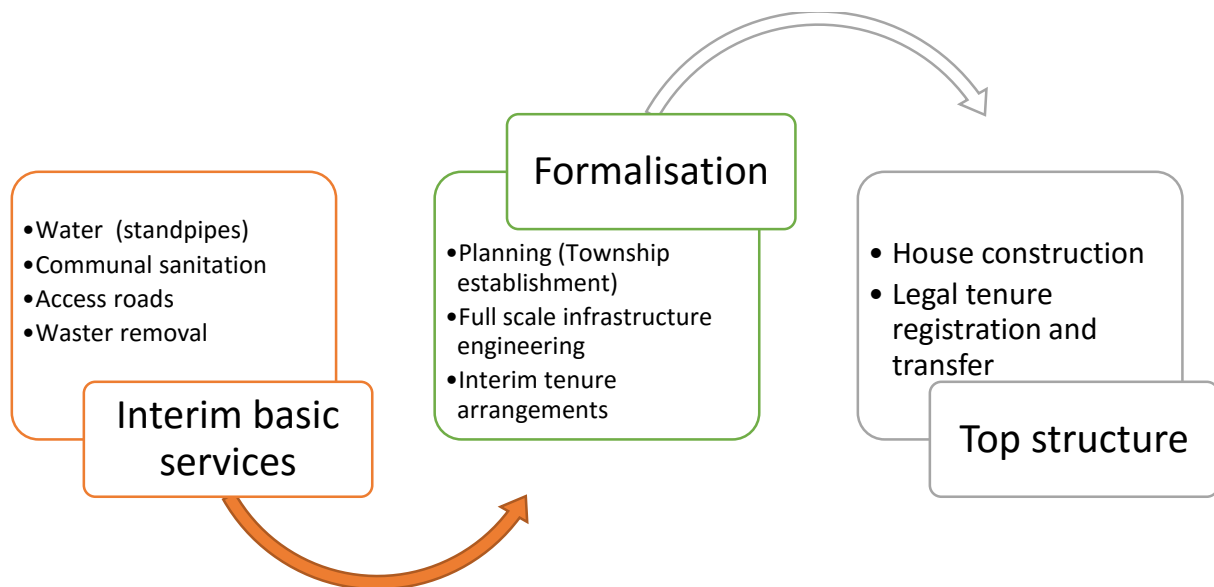 •Water  (standpipes)
•Communal sanitation
•Access roads
•Waster removal
Interim basic
services
Formalisation
•Planning (Township
establishment)
•Full scale infrastructure
engineering
•Interim tenure
arrangements
• House construction
• Legal tenure
registration and
transfer
Top structure